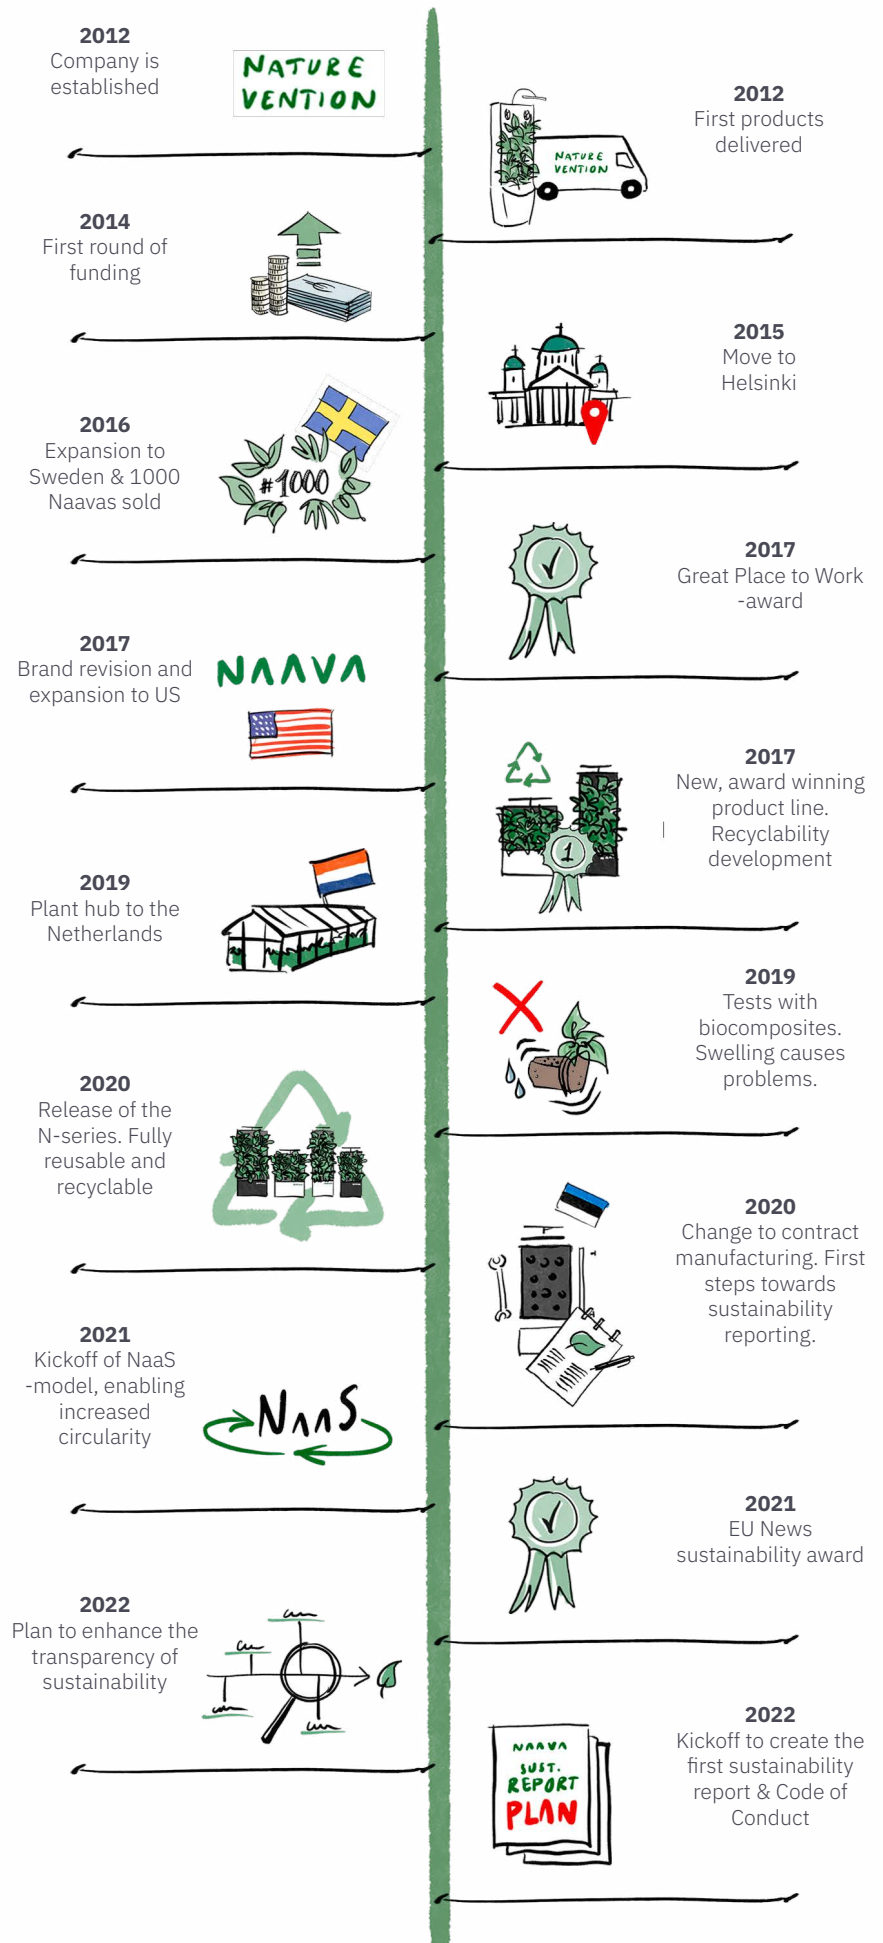 2012
Company is
established
NATURE
VENTION
2012
First products
delivered
NATURE
VENTION
2014
First round of
funding
2015
Move to
Helsinki
2016
Expansion to
Sweden & 1000
Naavas sold
#1000
2017
Great Place to Work
-award
2017
Brand revision and
expansion to US
NAAVA
2017
New, award winning
product line.
Recyclability
development
1
2019
Plant hub to the
Netherlands
2019
Tests with
biocomposites.
Swelling causes
problems.
2020
Release of the
N-series. Fully
reusable and
recyclable
2020
Change to contract
manufacturing. First
steps towards
sustainability
reporting.
2021
Kickoff of NaaS
-model, enabling
increased
circularity
NAAS
2021
EU News
sustainability award
2022
Plan to enhance the
transparency of
sustainability
2022
Kickoff to create the
first sustainability
report & Code of
Conduct
NAAVA
SUST.
REPORT
PLAN